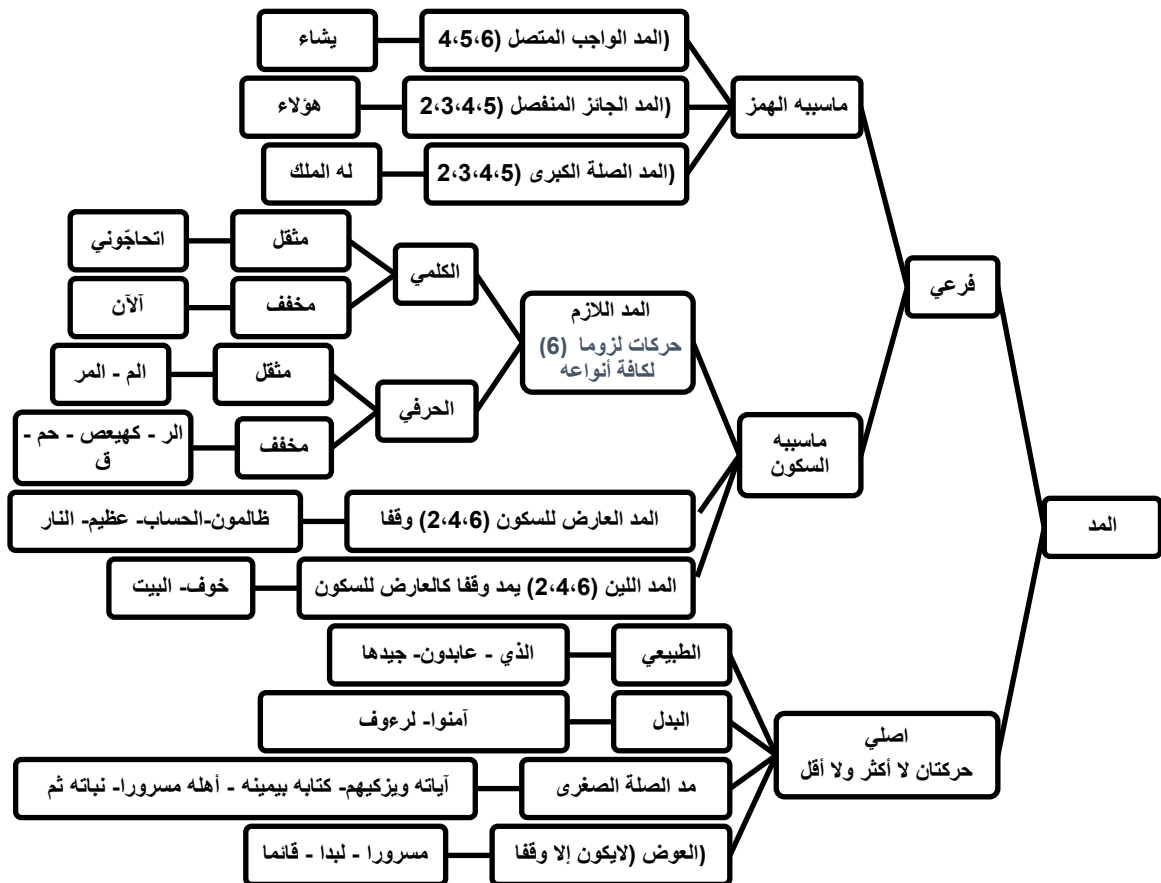 المد
فرعي
ماسببه الهمز
المد الواجب المتصل (4،5،6)
يشاء
المد الجائز المنفصل (2،3،4،5)
هؤلاء
المد الصلة الكبرى (2،3،4،5)
له الملك
ماسببه
السكون
المد اللازم
(6) حركات لزوما
لكافة أنواعه
الكلمي
مثقل
اتحاجّوني
مخفف
آلآن
الحرفي
مثقل
الم - المر
مخفف
الر - كهيعص - حم -
ق
المد العارض للسكون (2،4،6) وقفا
ظالمون-الحساب- عظيم- النار
المد اللين (2،4،6) يمد وقفا كالعارض للسكون
خوف- البيت
اصلي
حركتان لا أكثر ولا أقل
الطبيعي
الذي - عابدون- جيدها
البدل
آمنوا- لرءوف
مد الصلة الصغرى
آياته ويزكيهم- كتابه بيمينه - أهله مسرورا- نباته ثم
العوض (لايكون إلا وقفا)
مسرورا - لبدا - قائما